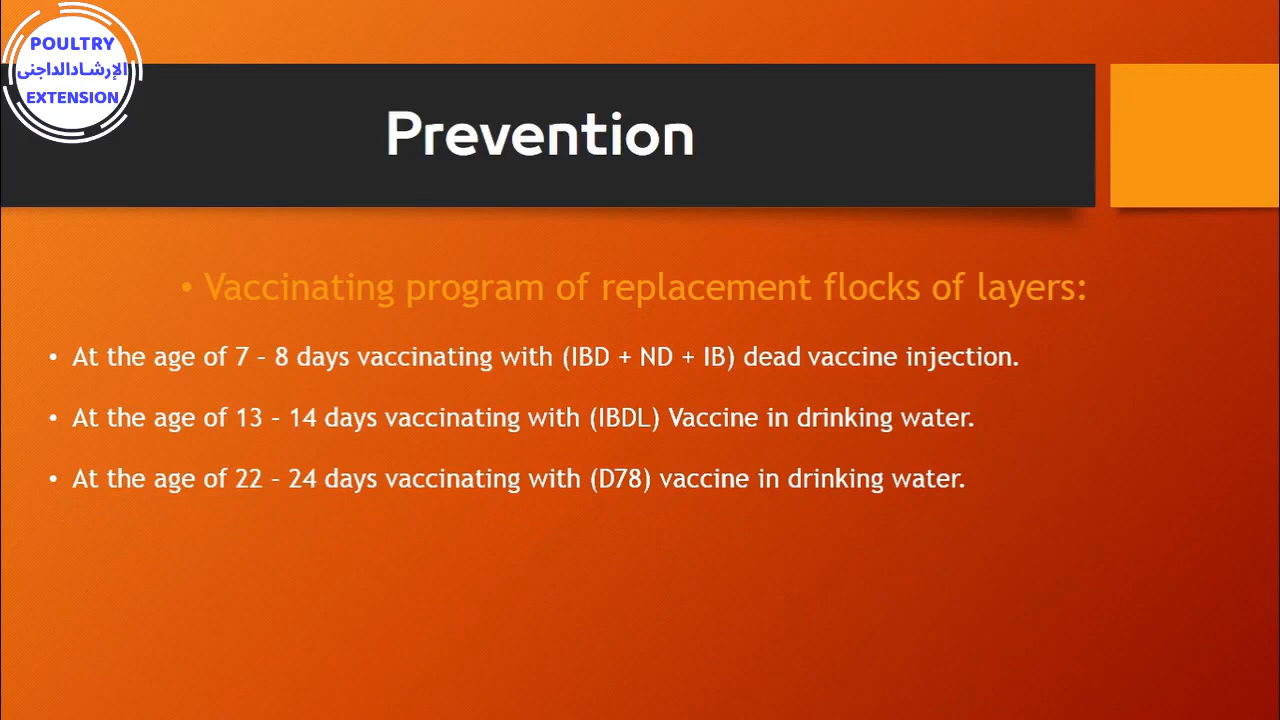 POULTRY
الإرشـادالداجنى
EXTENSION
Prevention
• Vaccinating program of replacement flocks of layers:
• At the age of 7 – 8 days vaccinating with (IBD + ND + IB) dead vaccine injection.
• At the age of 13 – 14 days vaccinating with (IBDL) Vaccine in drinking water.
• At the age of 22 – 24 days vaccinating with (D78) vaccine in drinking water.